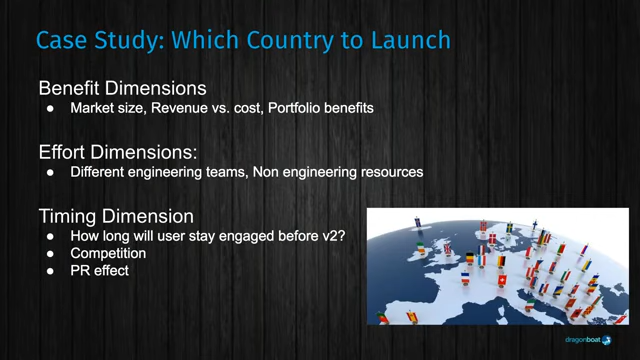 Case Study: Which Country to Launch
Benefit Dimensions
● Market size, Revenue vs. cost, Portfolio benefits
Effort Dimensions:
● Different engineering teams, Non engineering resources
Timing Dimension
● How long will user stay engaged before v2?
● Competition
● PR effect
dragonboat